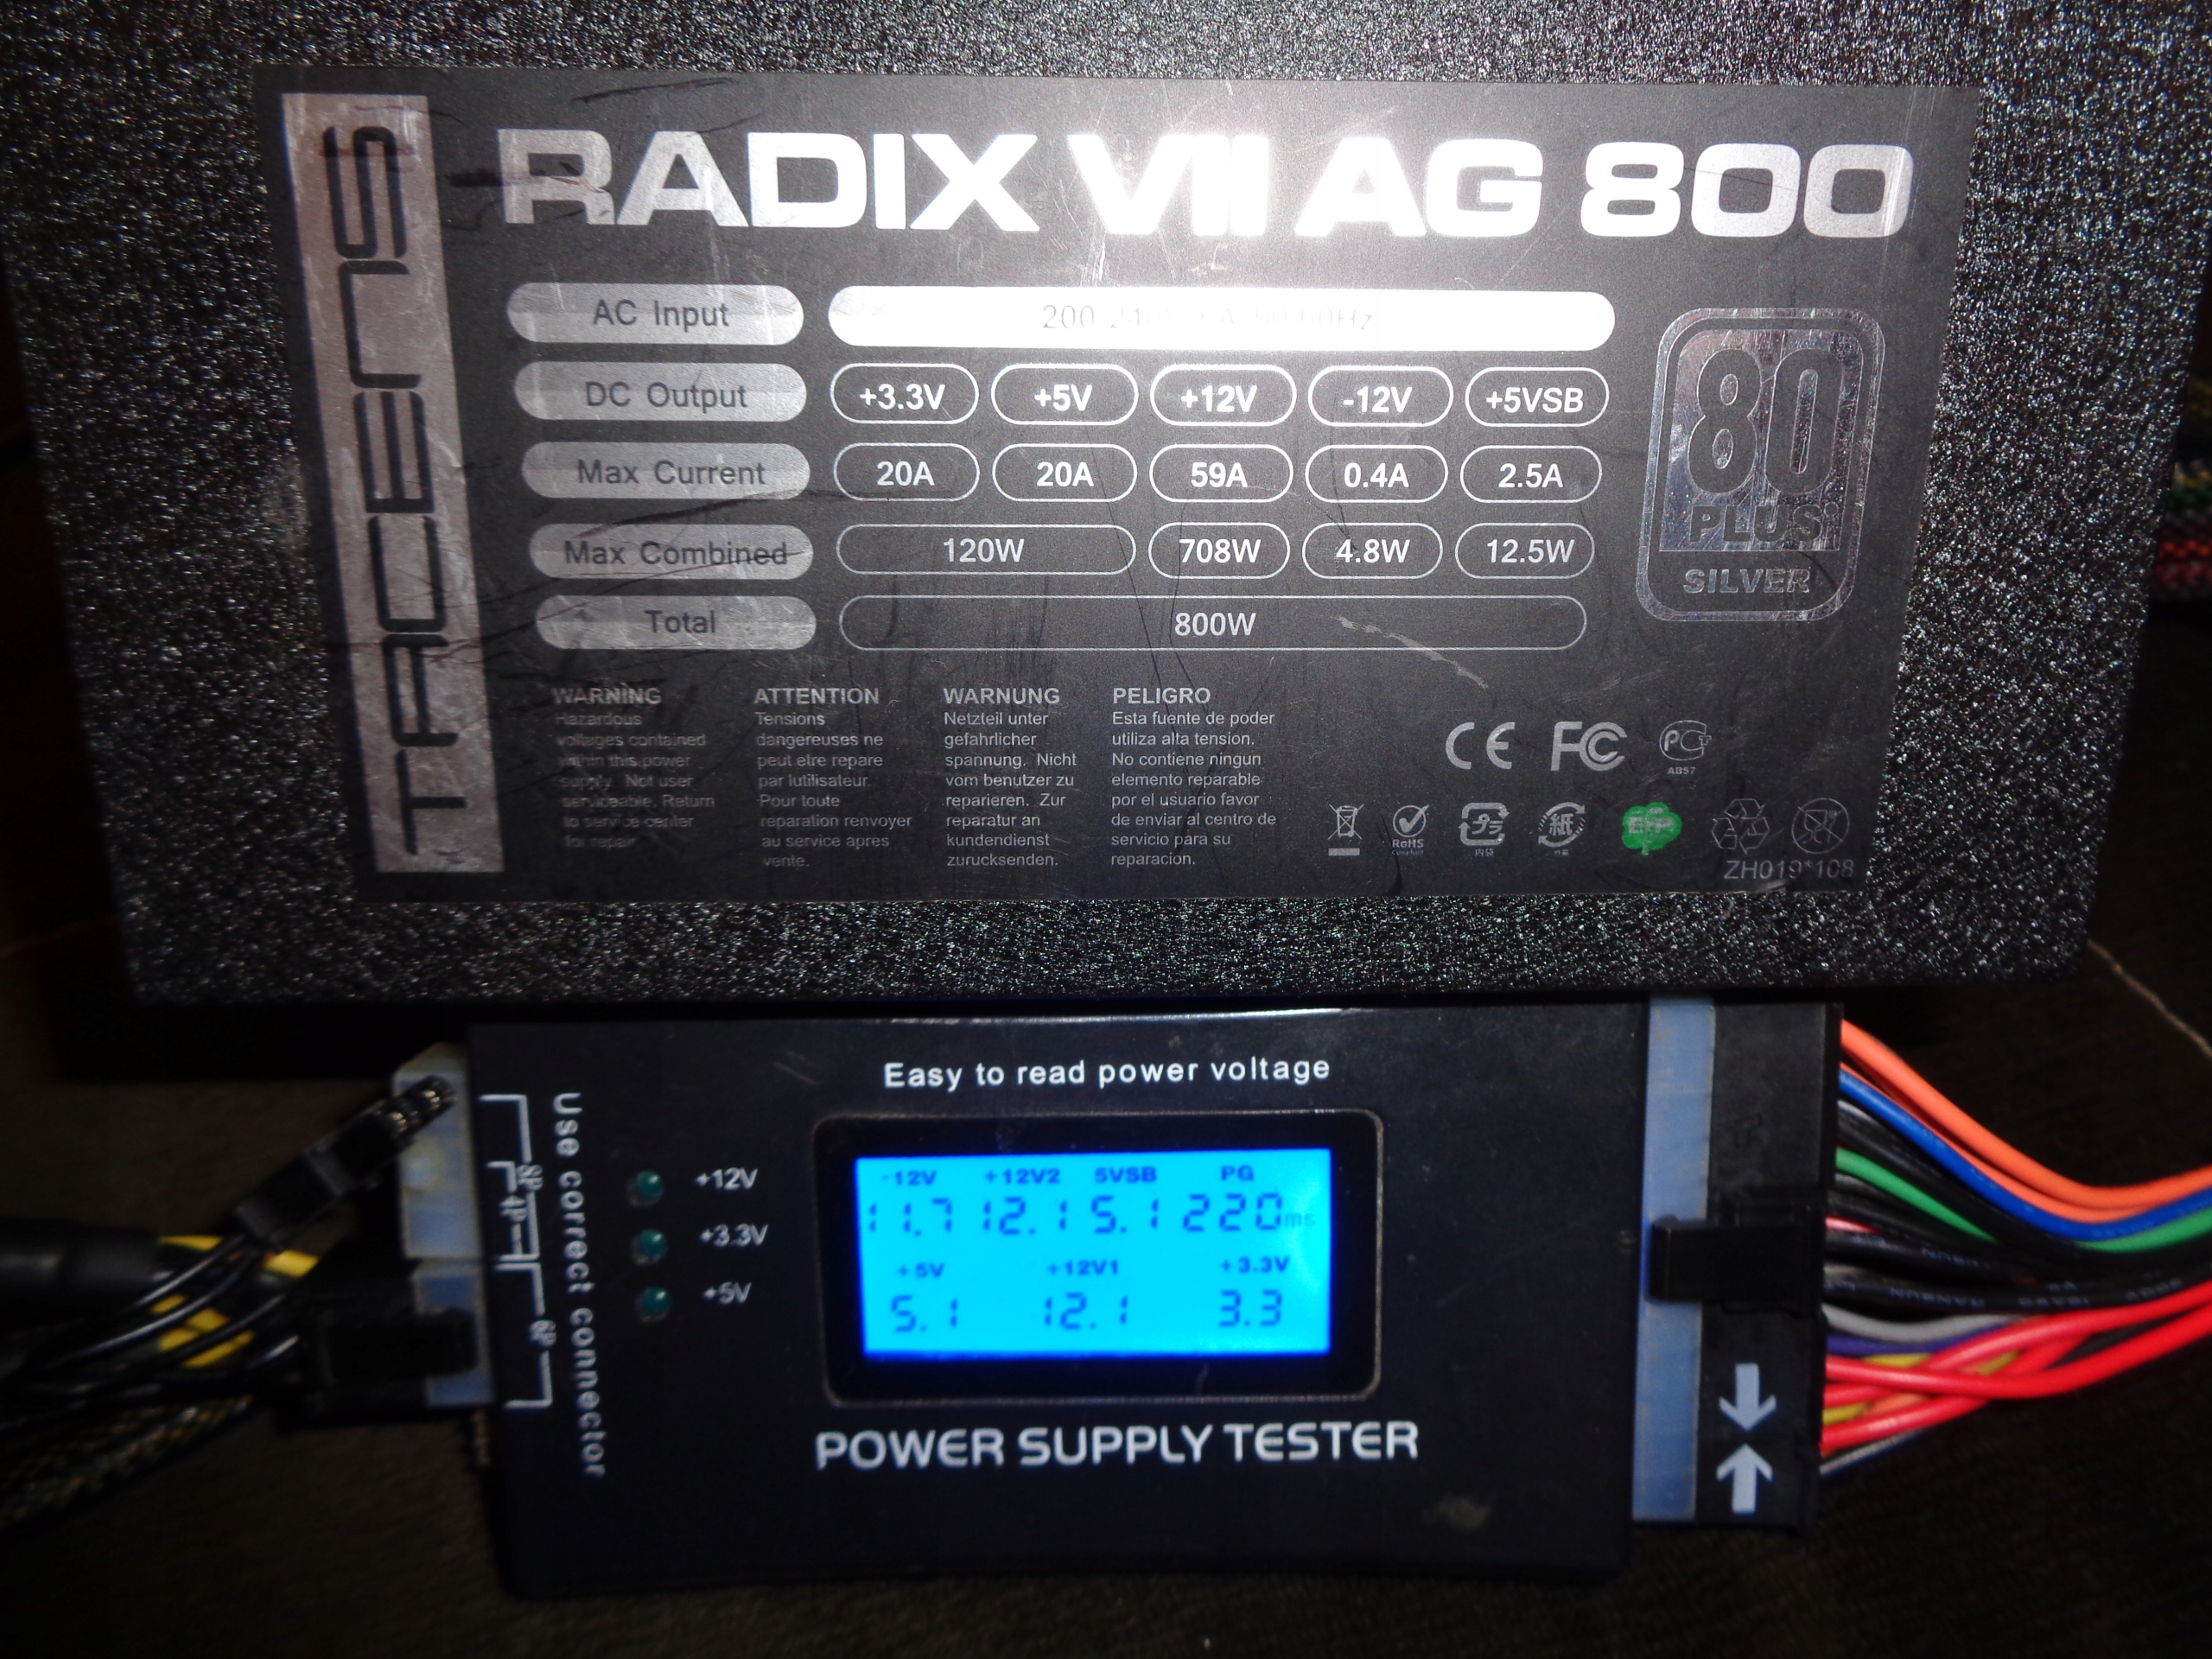 TACENS
RADIX VII AG 800
AC Input
DC Output +3.3V +5V +12V -12V +5VSB
Max Current 20A 20A 59A 0.4A 2.5A
Max Combined 120W 708W 4.8W 12.5W
Total 800W
80
PLUS
SILVER
WARNING
Hazardous
voltages contained
within this power
supply. Not user
serviceable. Return
to service center
for repair
ATTENTION
Tensions
dangereuses ne
peut etre repare
par lutilisateur.
Pour toute
reparation renvoyer
au service apres
vente.
WARNUNG
Netzteil unter
gefahrlicher
spannung. Nicht
vom benutzer zu
reparieren. Zur
reparatur an
kundendienst
zurucksenden.
PELIGRO
Esta fuente de poder
utiliza alta tension.
No contiene ningun
elemento reparable
por el usuario favor
de enviar al centro de
servicio para su
reparacion.
CE FC
AB57
RoHS
プラ
紙
ErP
ZH019*108
Easy to read power voltage
Use correct connector
8P
4P
6P
+12V
+3.3V
+5V
-12V +12V2 5VSB PG
11.7 12.1 5.1 220ms
+5V +12V1 +3.3V
5.1 12.1 3.3
POWER SUPPLY TESTER